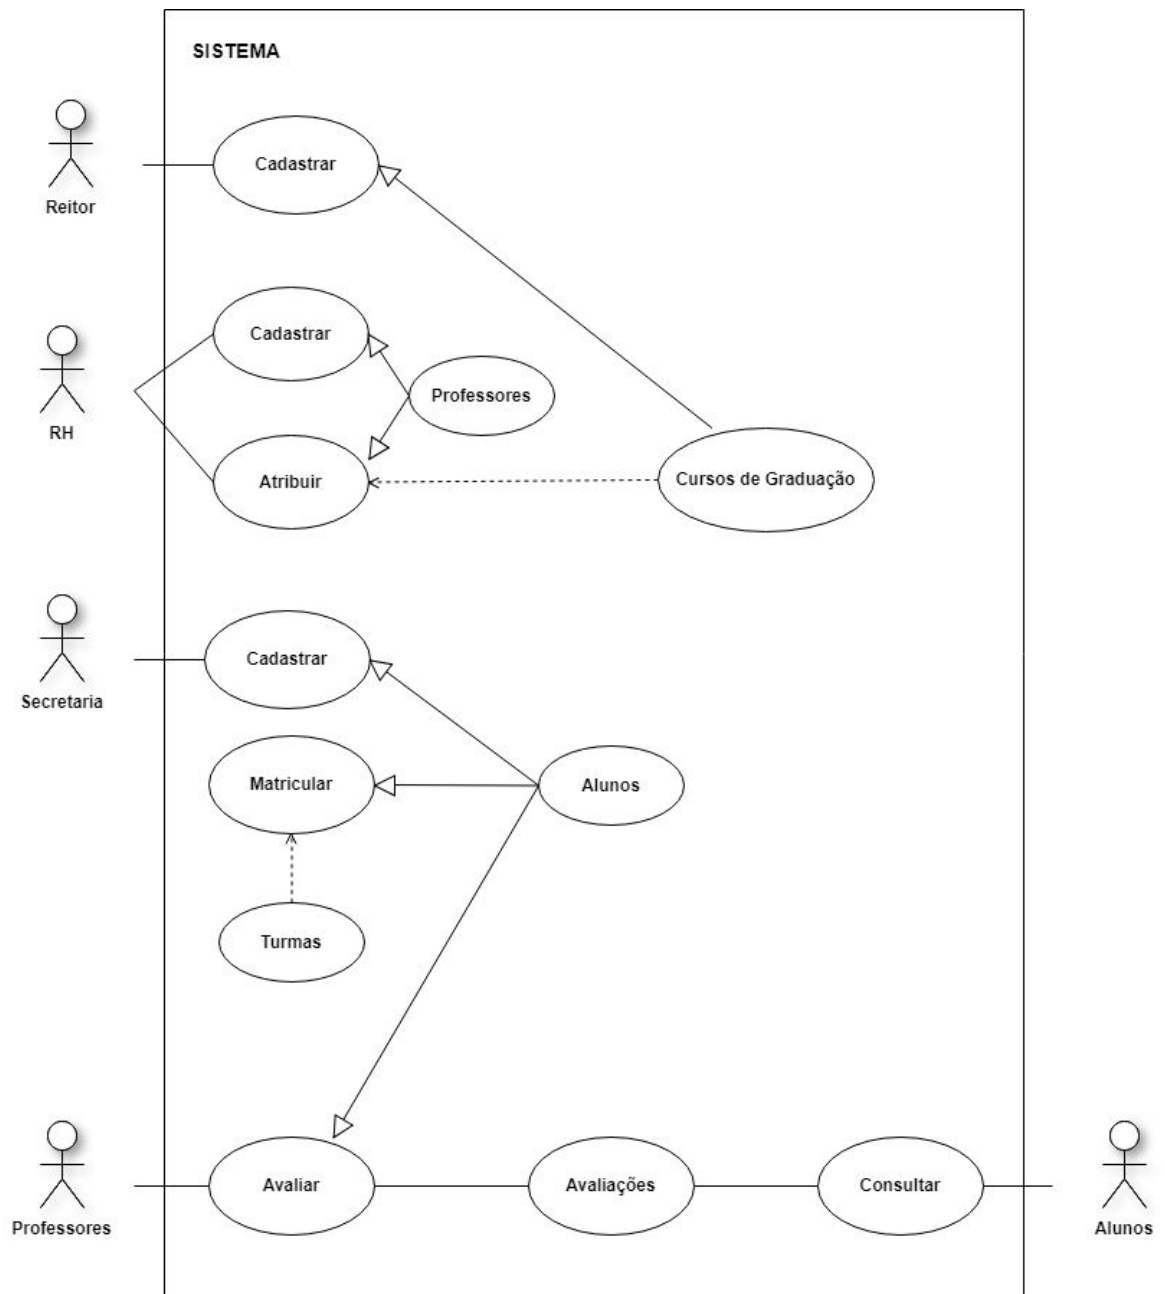 SISTEMA
Cadastrar
Reitor
Cadastrar
Professores
RH
Atribuir
Cursos de Graduação
Cadastrar
Secretaria
Matricular
Alunos
Turmas
Avaliar
Avaliações
Consultar
Professores
Alunos